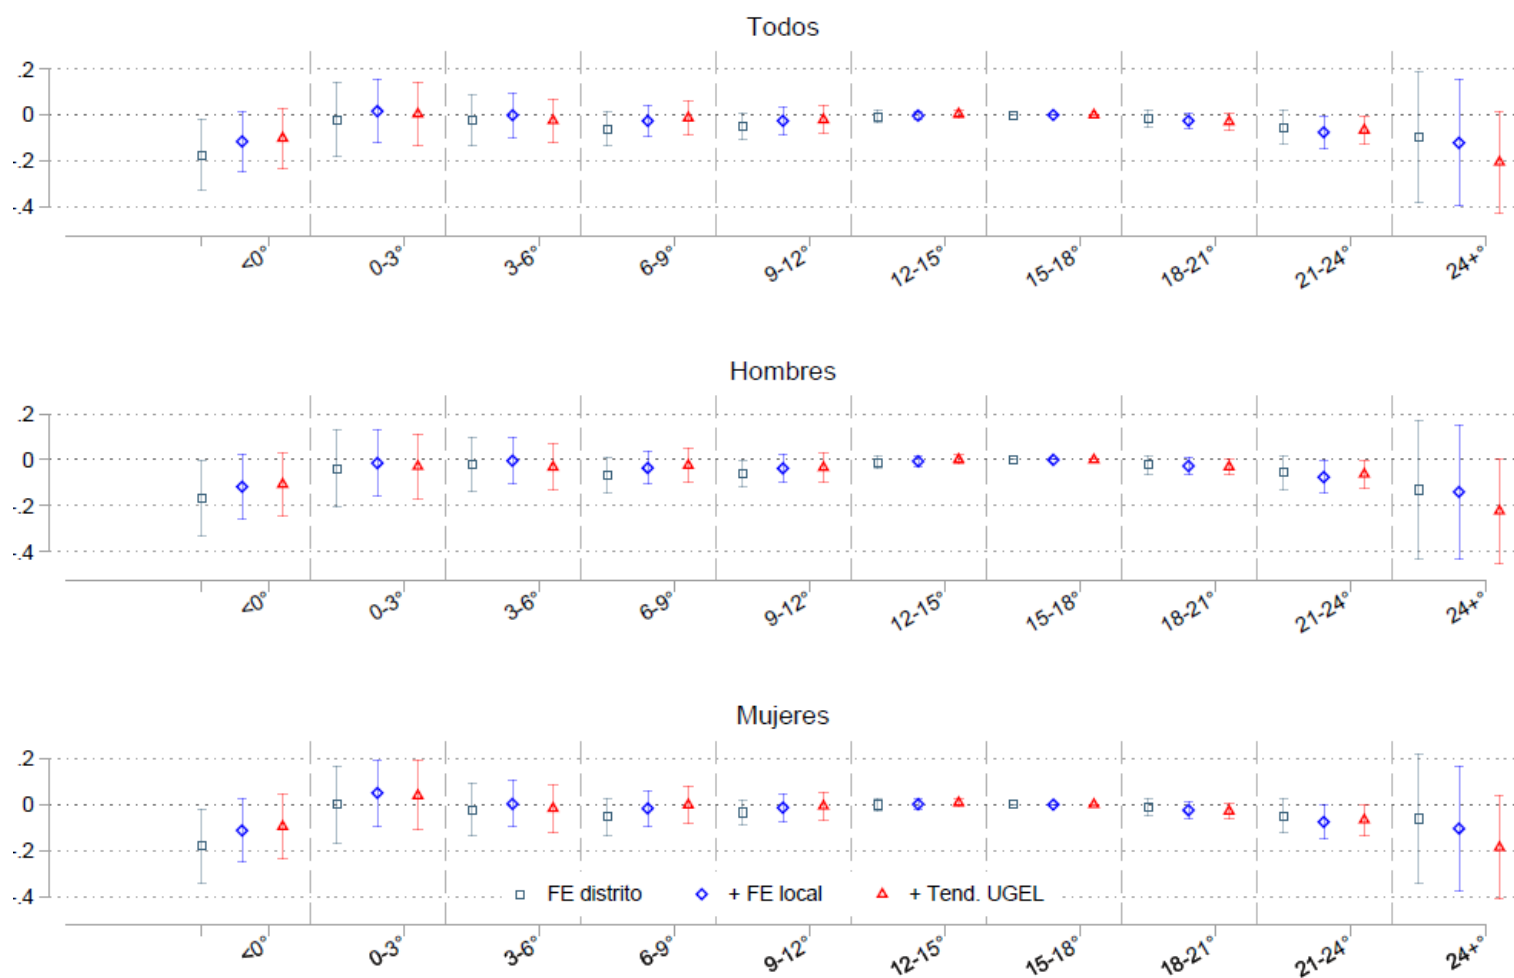 Todos
.2
0
-.2
-.4
<0° 0-3° 3-6° 6-9° 9-12° 12-15° 15-18° 18-21° 21-24° 24+°
Hombres
.2
0
-.2
-.4
<0° 0-3° 3-6° 6-9° 9-12° 12-15° 15-18° 18-21° 21-24° 24+°
Mujeres
.2
0
-.2
-.4
FE distrito + FE local + Tend. UGEL
<0° 0-3° 3-6° 6-9° 9-12° 12-15° 15-18° 18-21° 21-24° 24+°